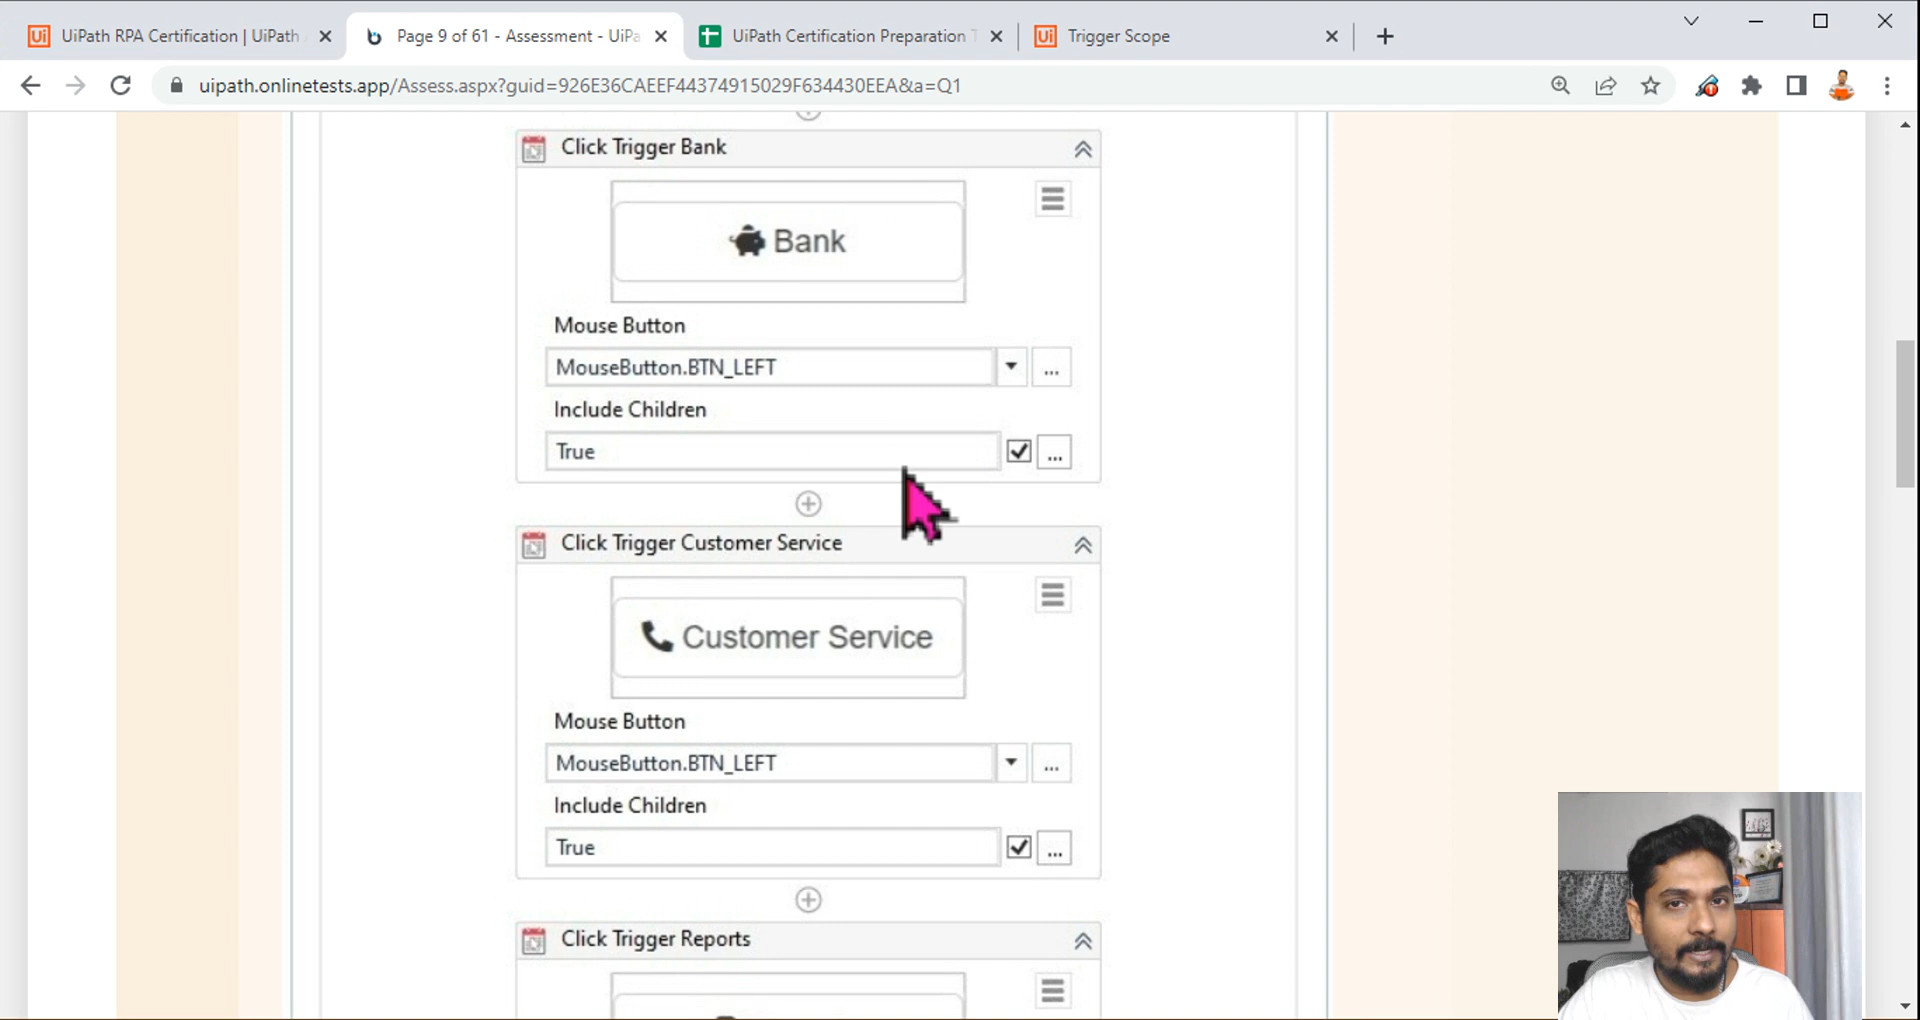 UiPath RPA Certification | UiPath
Page 9 of 61 - Assessment - UiPa
UiPath Certification Preparation T
Trigger Scope
uipath.onlinetests.app/Assess.aspx?guid=926E36CAEEF44374915029F634430EEA&a=Q1
Click Trigger Bank
Bank
Mouse Button
MouseButton.BTN_LEFT
...
Include Children
True
...
Click Trigger Customer Service
Customer Service
Mouse Button
MouseButton.BTN_LEFT
...
Include Children
True
...
Click Trigger Reports